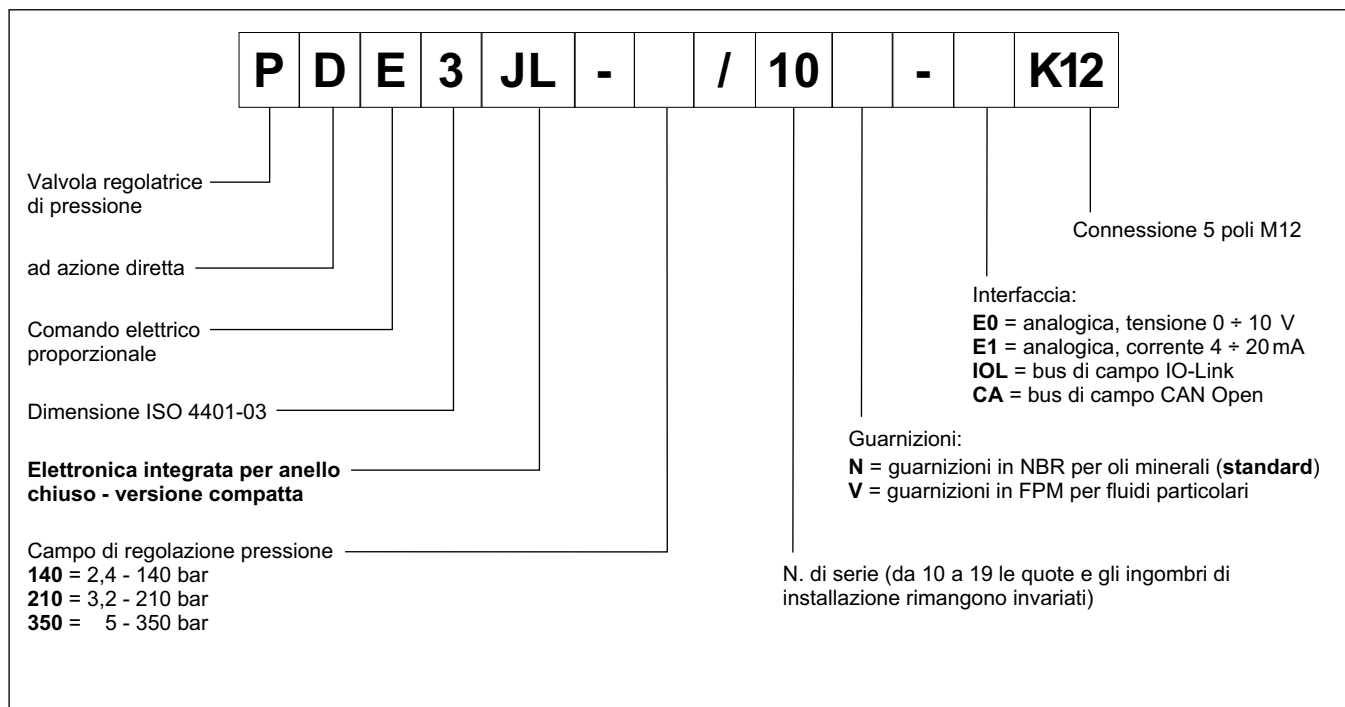 P D E 3 JL - / 10 - K12
Valvola regolatrice
di pressione
ad azione diretta
Comando elettrico
proporzionale
Dimensione ISO 4401-03
Elettronica integrata per anello
chiuso - versione compatta
Campo di regolazione pressione
140 = 2,4 - 140 bar
210 = 3,2 - 210 bar
350 = 5 - 350 bar
Connessione 5 poli M12
Interfaccia:
E0 = analogica, tensione 0 ÷ 10 V
E1 = analogica, corrente 4 ÷ 20 mA
IOL = bus di campo IO-Link
CA = bus di campo CAN Open
Guarnizioni:
N = guarnizioni in NBR per oli minerali (standard)
V = guarnizioni in FPM per fluidi particolari
N. di serie (da 10 a 19 le quote e gli ingombri di
installazione rimangono invariati)